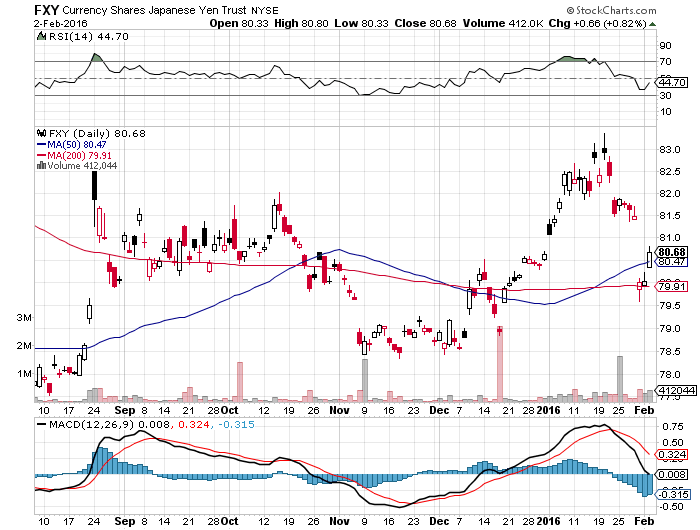 FXY Currency Shares Japanese Yen Trust NYSE © StockCharts.com
2-Feb-2016 Open 80.33 High 80.80 Low 80.33 Close 80.68 Volume 412.0K Chg +0.66 (+0.82%)
RSI(14) 44.70
90
70
44.70
30
10
FXY (Daily) 80.68
MA(50) 80.47
MA(200) 79.91
Volume 412,044
83.0
82.5
82.0
81.5
81.0
80.68
80.47
79.91
79.5
79.0
78.5
78.0
77.5
3M
2M
1M
412044
10 17 24 Sep 8 14 21 28 Oct 12 19 26 Nov 9 16 23 Dec 7 14 21 28 2016 11 19 25 Feb
MACD(12,26,9) 0.008, 0.324, -0.315
0.75
0.324
0.008
-0.315
-0.50
10 17 24 Sep 8 14 21 28 Oct 12 19 26 Nov 9 16 23 Dec 7 14 21 28 2016 11 19 25 Feb